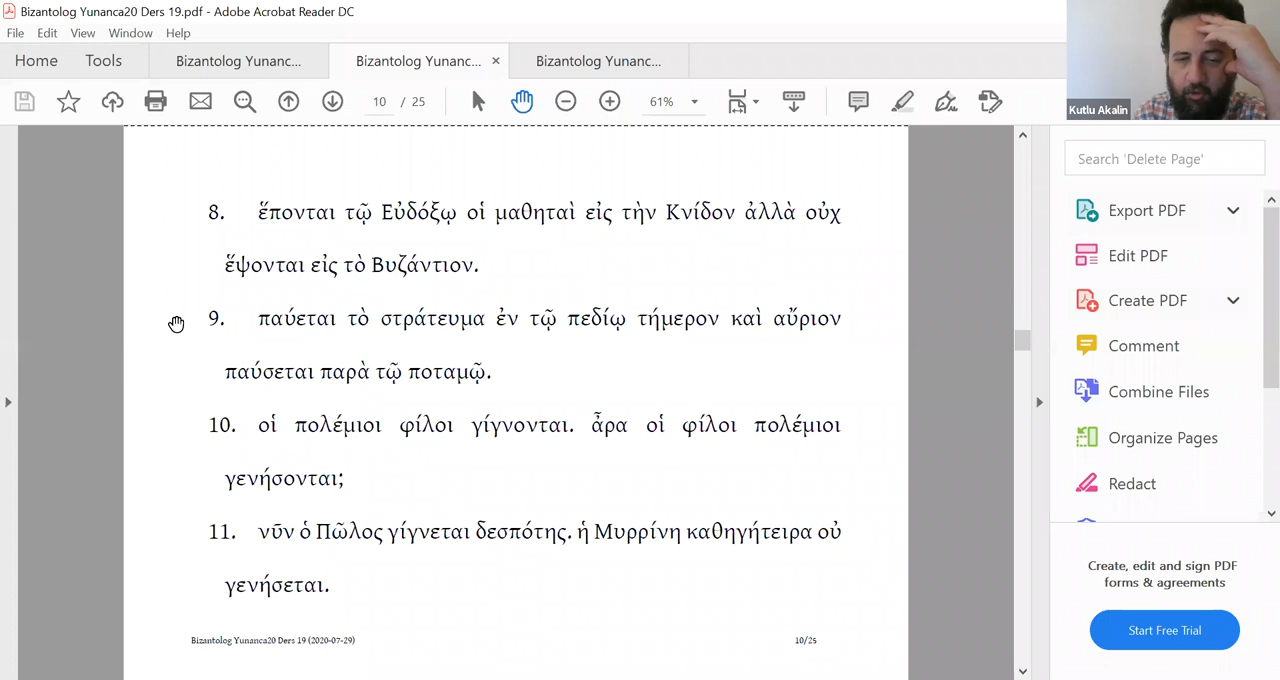 Bizantolog Yunanca20 Ders 19.pdf - Adobe Acrobat Reader DC
File Edit View Window Help
Home Tools Bizantolog Yunanc... Bizantolog Yunanc... × Bizantolog Yunanc...
10 / 25 61%
Kutlu Akalin
8. ἕπονται τῷ Εὐδόξῳ οἱ μαθηταὶ εἰς τὴν Κνίδον ἀλλὰ οὐχ
ἕψονται εἰς τὸ Βυζάντιον.
9. παύεται τὸ στράτευμα ἐν τῷ πεδίῳ τήμερον καὶ αὔριον
παύσεται παρὰ τῷ ποταμῷ.
10. οἱ πολέμιοι φίλοι γίγνονται. ἆρα οἱ φίλοι πολέμιοι
γενήσονται;
11. νῦν ὁ Πῶλος γίγνεται δεσπότης. ἡ Μυρρίνη καθηγήτειρα οὐ
γενήσεται.
Bizantolog Yunanca20 Ders 19 (2020-07-29) 10/25
Search 'Delete Page'
Export PDF
Edit PDF
Create PDF
Comment
Combine Files
Organize Pages
Redact
Create, edit and sign PDF
forms & agreements
Start Free Trial